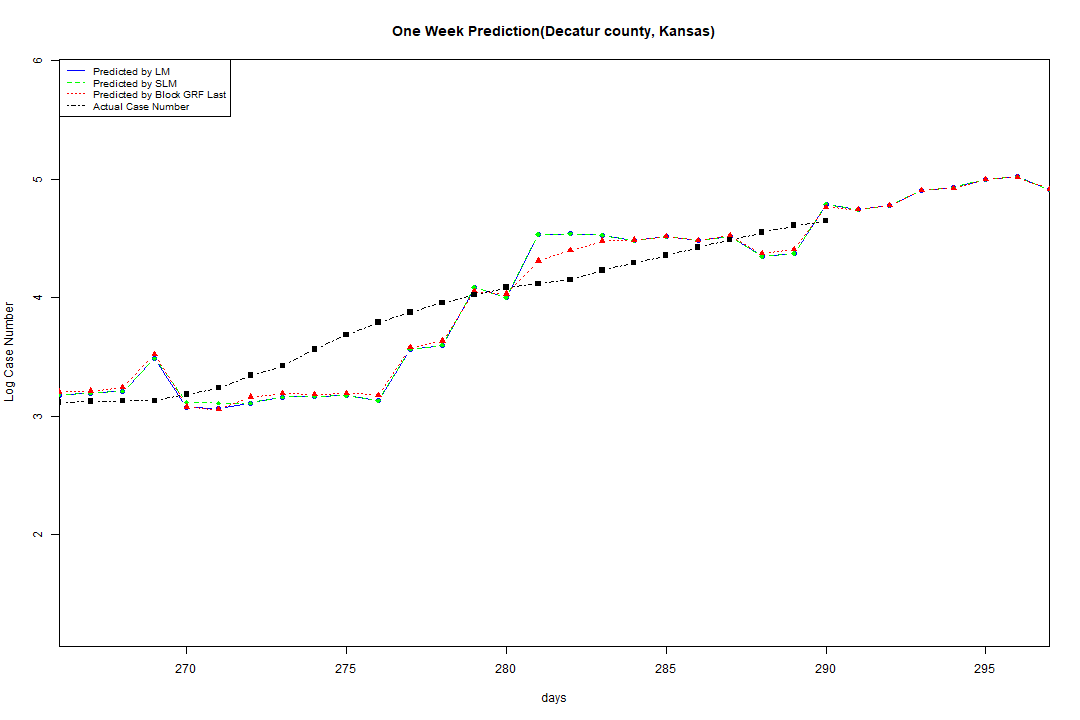 One Week Prediction(Decatur county, Kansas)
Predicted by LM
Predicted by SLM
Predicted by Block GRF Last
Actual Case Number
6
5
4
3
2
Log Case Number
270 275 280 285 290 295
days